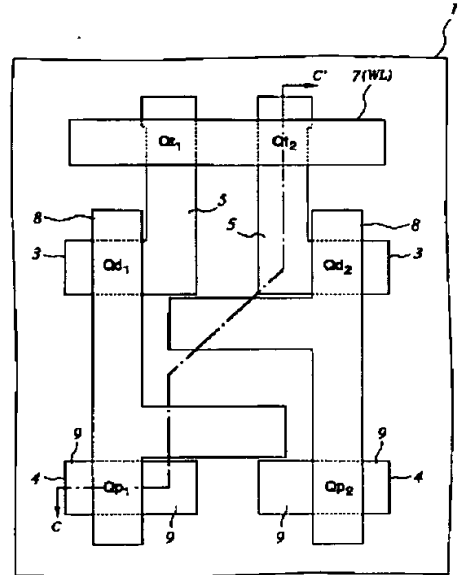 1
C'
7(WL)
Qt₁ Qt₂
5
8 5 8
3 Qd₁ Qd₂ 3
9 9
4 Qp₁ Qp₂ 4
C 9 9